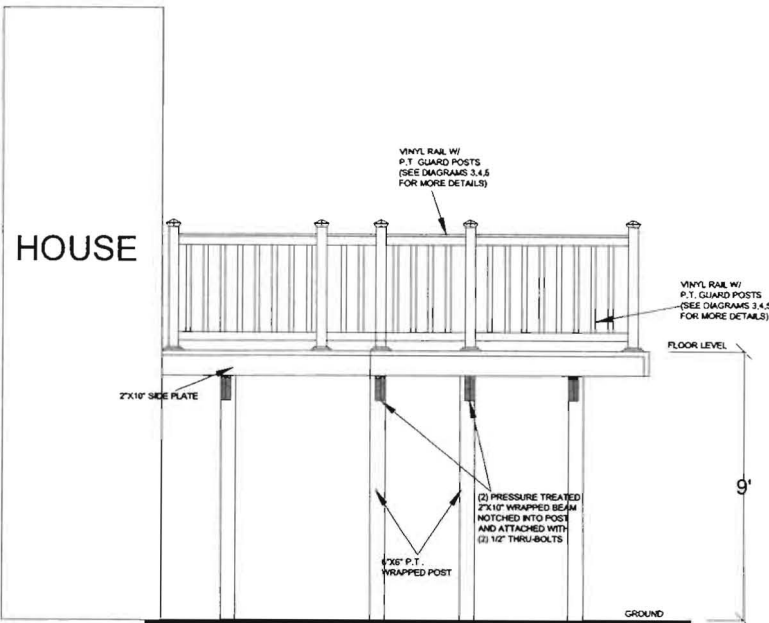 VINYL RAIL W/
P.T. GUARD POSTS
(SEE DIAGRAMS 3,4,5
FOR MORE DETAILS)
HOUSE
VINYL RAIL W/
P.T. GUARD POSTS
(SEE DIAGRAMS 3,4,5
FOR MORE DETAILS)
FLOOR LEVEL
2"X10" SIDE PLATE
9'
(2) PRESSURE TREATED
2"X10" WRAPPED BEAM
NOTCHED INTO POST
AND ATTACHED WITH
(2) 1/2" THRU-BOLTS
6"X6" P.T.
WRAPPED POST
GROUND